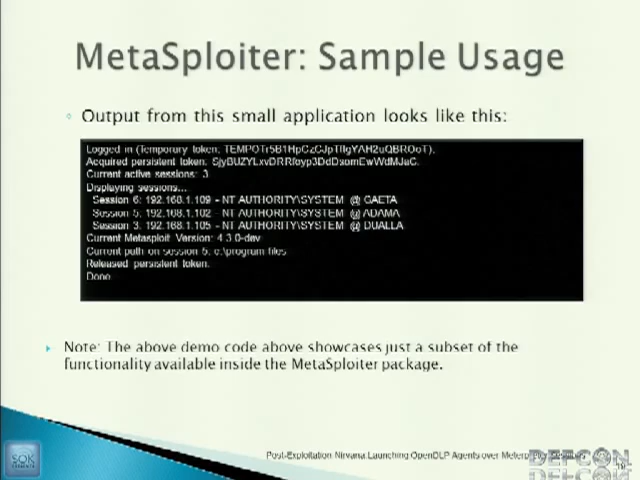 MetaSploiter: Sample Usage
Output from this small application looks like this:
Logged in (Temporary token:
Acquired persistent token:
Current active sessions: 3
Displaying sessions...
Session 6: 192.168.1.109 - NT AUTHORITY\SYSTEM @ GAETA
Session 5: 192.168.1.102 - NT AUTHORITY\SYSTEM @ ADAMA
Session 3: 192.168.1.105 - NT AUTHORITY\SYSTEM @ DUALLA
Current Metasploit Version: 4.3.0-dev
Current path on session 5: c:\program files
Released persistent token.
Done
Note: The above demo code above showcases just a subset of the
functionality available inside the MetaSploiter package.
Post-Exploitation Nirvana: Launching OpenDLP Agents over
DEFCON
19
SQK